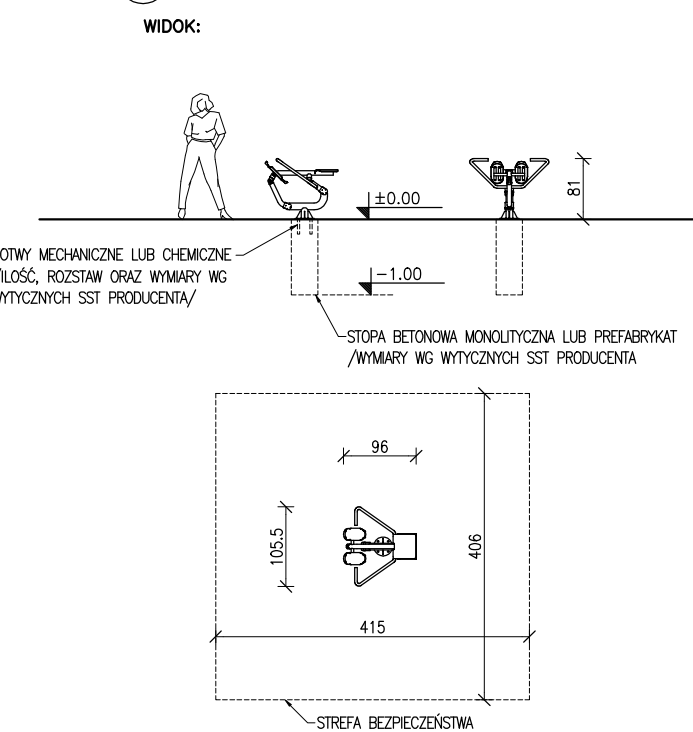 WIDOK:
±0.00
81
OTWY MECHANICZNE LUB CHEMICZNE
ILOŚĆ, ROZSTAW ORAZ WYMIARY WG
WYTYCZNYCH SST PRODUCENTA/
-1.00
STOPA BETONOWA MONOLITYCZNA LUB PREFABRYKAT
/WYMIARY WG WYTYCZNYCH SST PRODUCENTA
96
105.5
406
415
STREFA BEZPIECZEŃSTWA